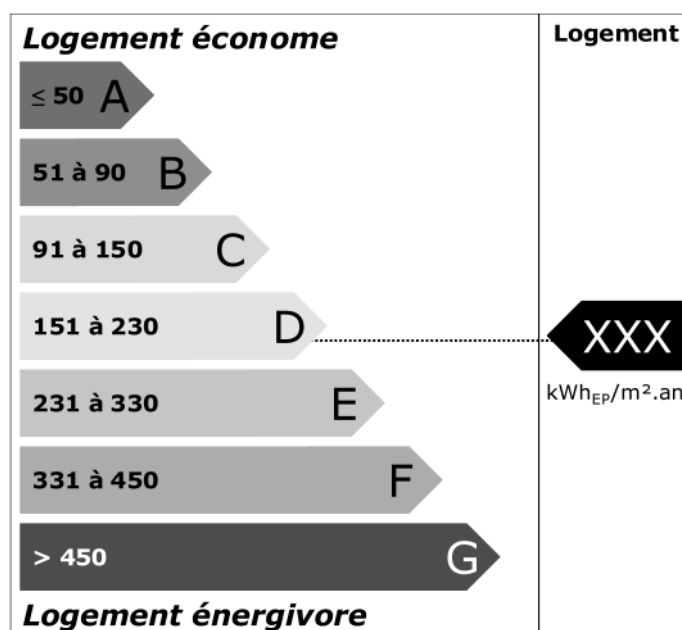 Logement économe
Logement
≤ 50 A
51 à 90 B
91 à 150 C
151 à 230 D
XXX
kWhEP/m².an
231 à 330 E
331 à 450 F
> 450 G
Logement énergivore